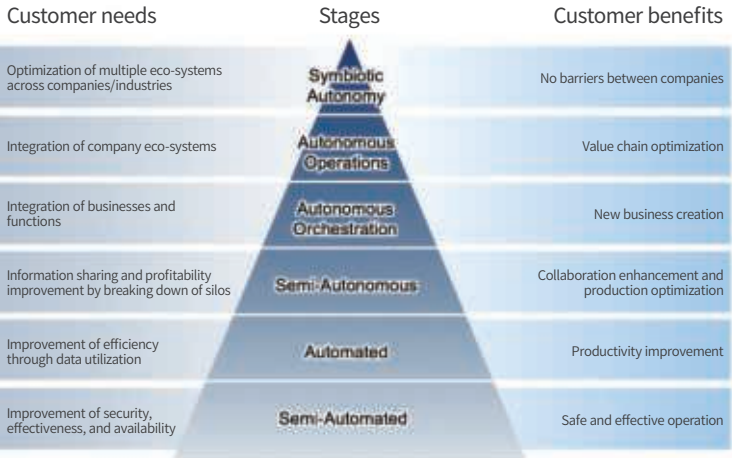 Customer needs
Stages
Customer benefits
Optimization of multiple eco-systems
across companies/industries
Symbiotic
Autonomy
No barriers between companies
Integration of company eco-systems
Autonomous
Operations
Value chain optimization
Integration of businesses and
functions
Autonomous
Orchestration
New business creation
Information sharing and profitability
improvement by breaking down of silos
Semi-Autonomous
Collaboration enhancement and
production optimization
Improvement of efficiency
through data utilization
Automated
Productivity improvement
Improvement of security,
effectiveness, and availability
Semi-Automated
Safe and effective operation